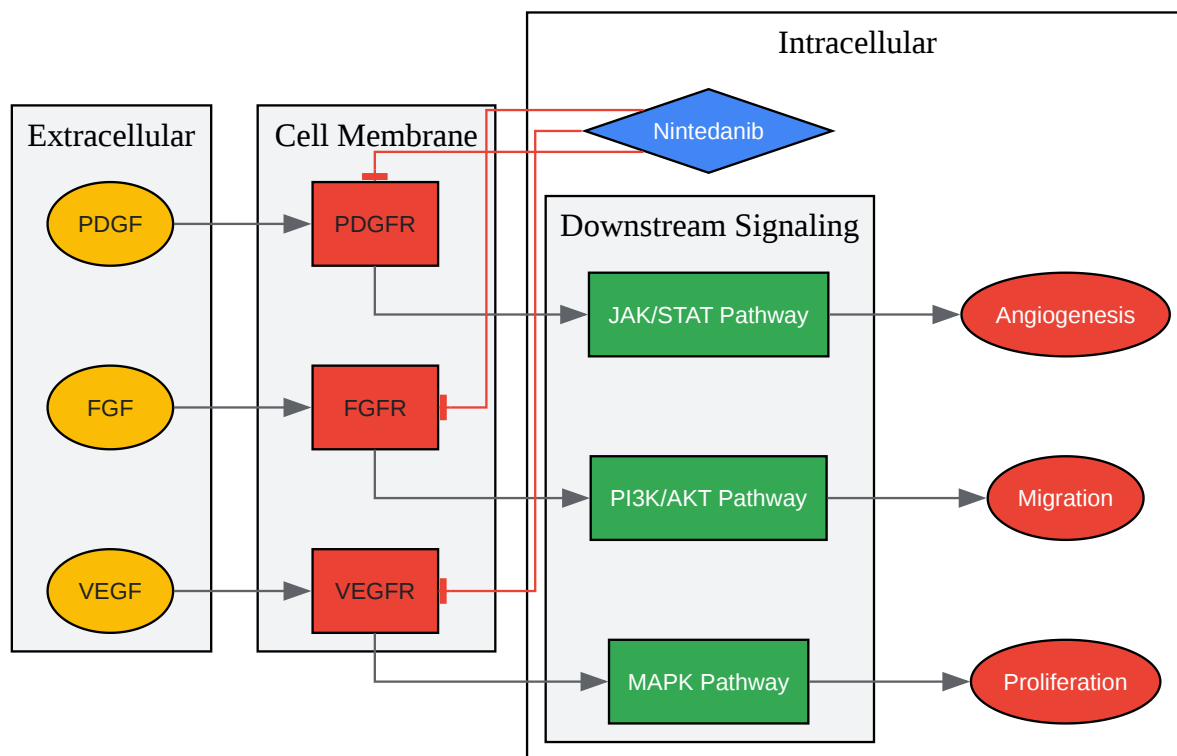 Intracellular
Extracellular
Cell Membrane
Nintedanib
PDGF
PDGFR
Downstream Signaling
JAK/STAT Pathway
Angiogenesis
FGF
FGFR
PI3K/AKT Pathway
Migration
VEGF
VEGFR
MAPK Pathway
Proliferation